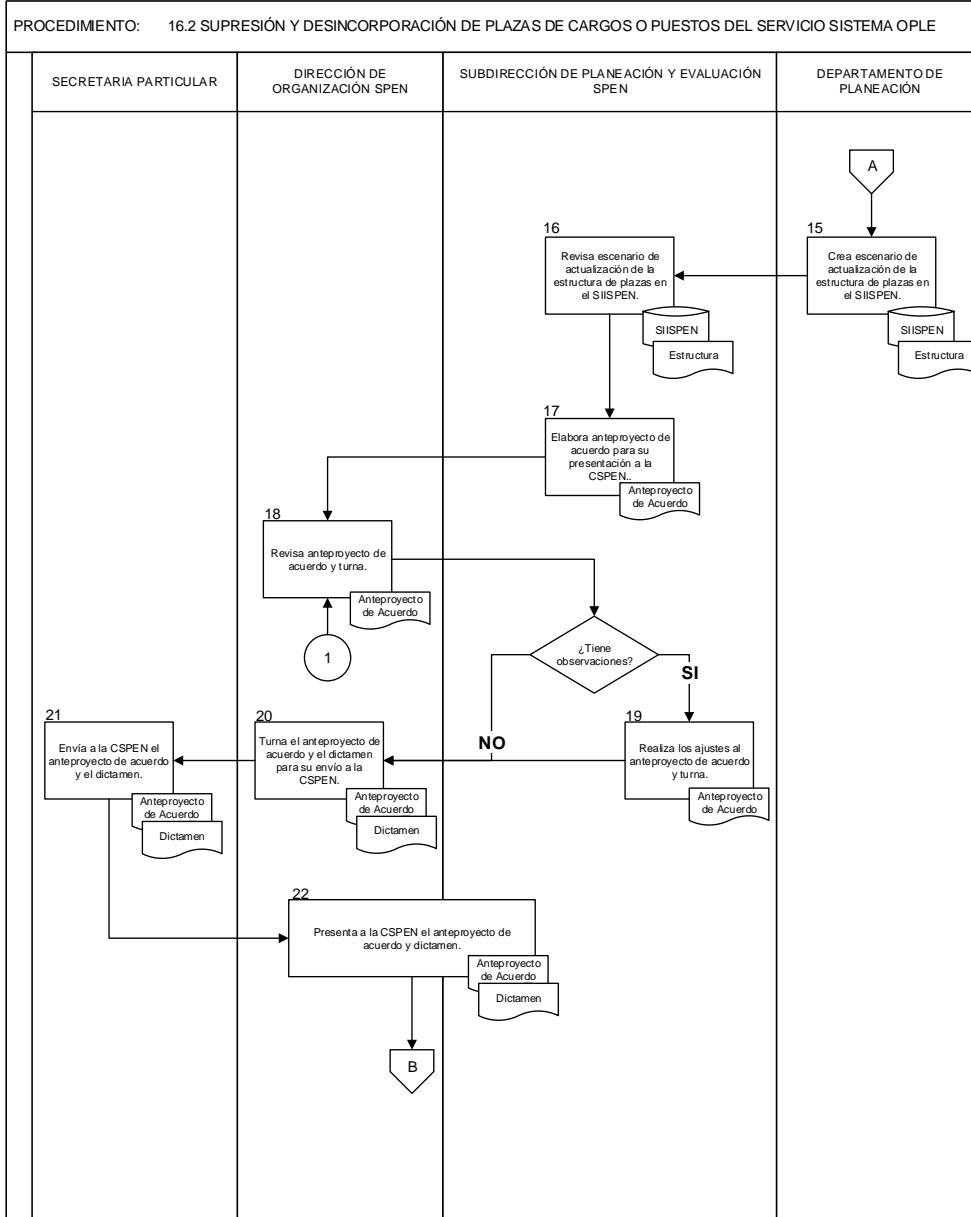 PROCEDIMIENTO: 16.2 SUPRESIÓN Y DESINCORPORACIÓN DE PLAZAS DE CARGOS O PUESTOS DEL SERVICIO SISTEMA OPLE
SECRETARIA PARTICULAR
DIRECCIÓN DE
ORGANIZACIÓN SPEN
SUBDIRECCIÓN DE PLANEACIÓN Y EVALUACIÓN
SPEN
DEPARTAMENTO DE
PLANEACIÓN
A
15
Crea escenario de
actualización de la
estructura de plazas en
el SIISPEN.
SIISPEN
Estructura
16
Revisa escenario de
actualización de la
estructura de plazas en
el SIISPEN.
SIISPEN
Estructura
17
Elabora anteproyecto de
acuerdo para su
presentación a la
CSPEN..
Anteproyecto
de Acuerdo
18
Revisa anteproyecto de
acuerdo y turna.
Anteproyecto
de Acuerdo
1
¿Tiene
observaciones?
SI
NO
19
Realiza los ajustes al
anteproyecto de acuerdo
y turna.
Anteproyecto
de Acuerdo
20
Turna el anteproyecto de
acuerdo y el dictamen
para su envío a la
CSPEN.
Anteproyecto
de Acuerdo
Dictamen
21
Envía a la CSPEN el
anteproyecto de acuerdo
y el dictamen.
Anteproyecto
de Acuerdo
Dictamen
22
Presenta a la CSPEN el anteproyecto de
acuerdo y dictamen.
Anteproyecto
de Acuerdo
Dictamen
B